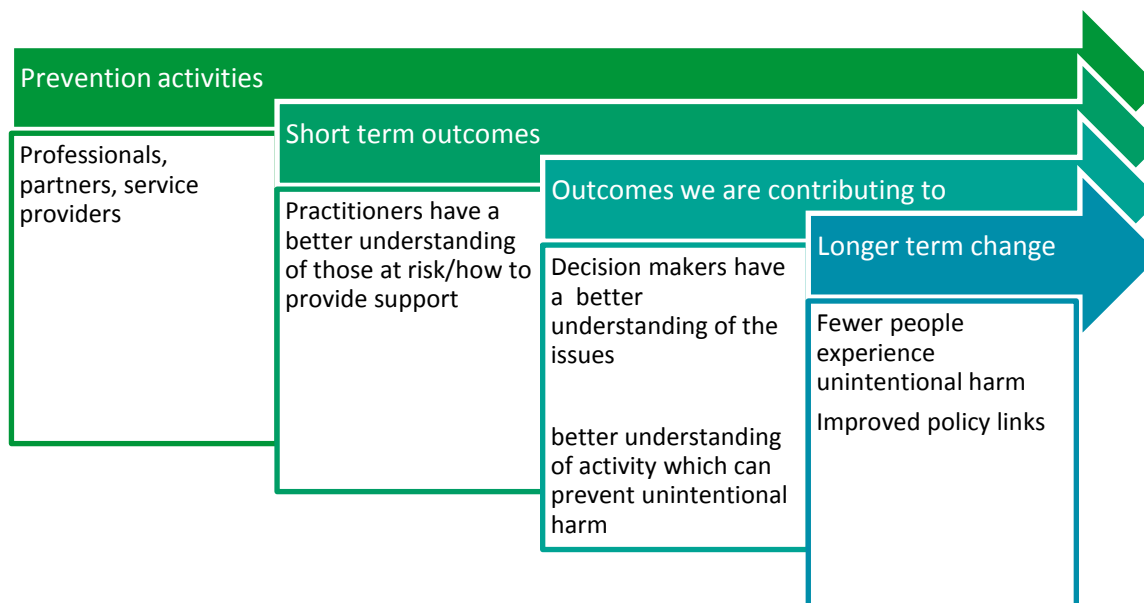 Prevention activities
Professionals,
partners, service
providers
Short term outcomes
Practitioners have a
better understanding
of those at risk/how to
provide support
Outcomes we are contributing to
Decision makers have
a better
understanding of the
issues
better understanding
of activity which can
prevent unintentional
harm
Longer term change
Fewer people
experience
unintentional harm
Improved policy links